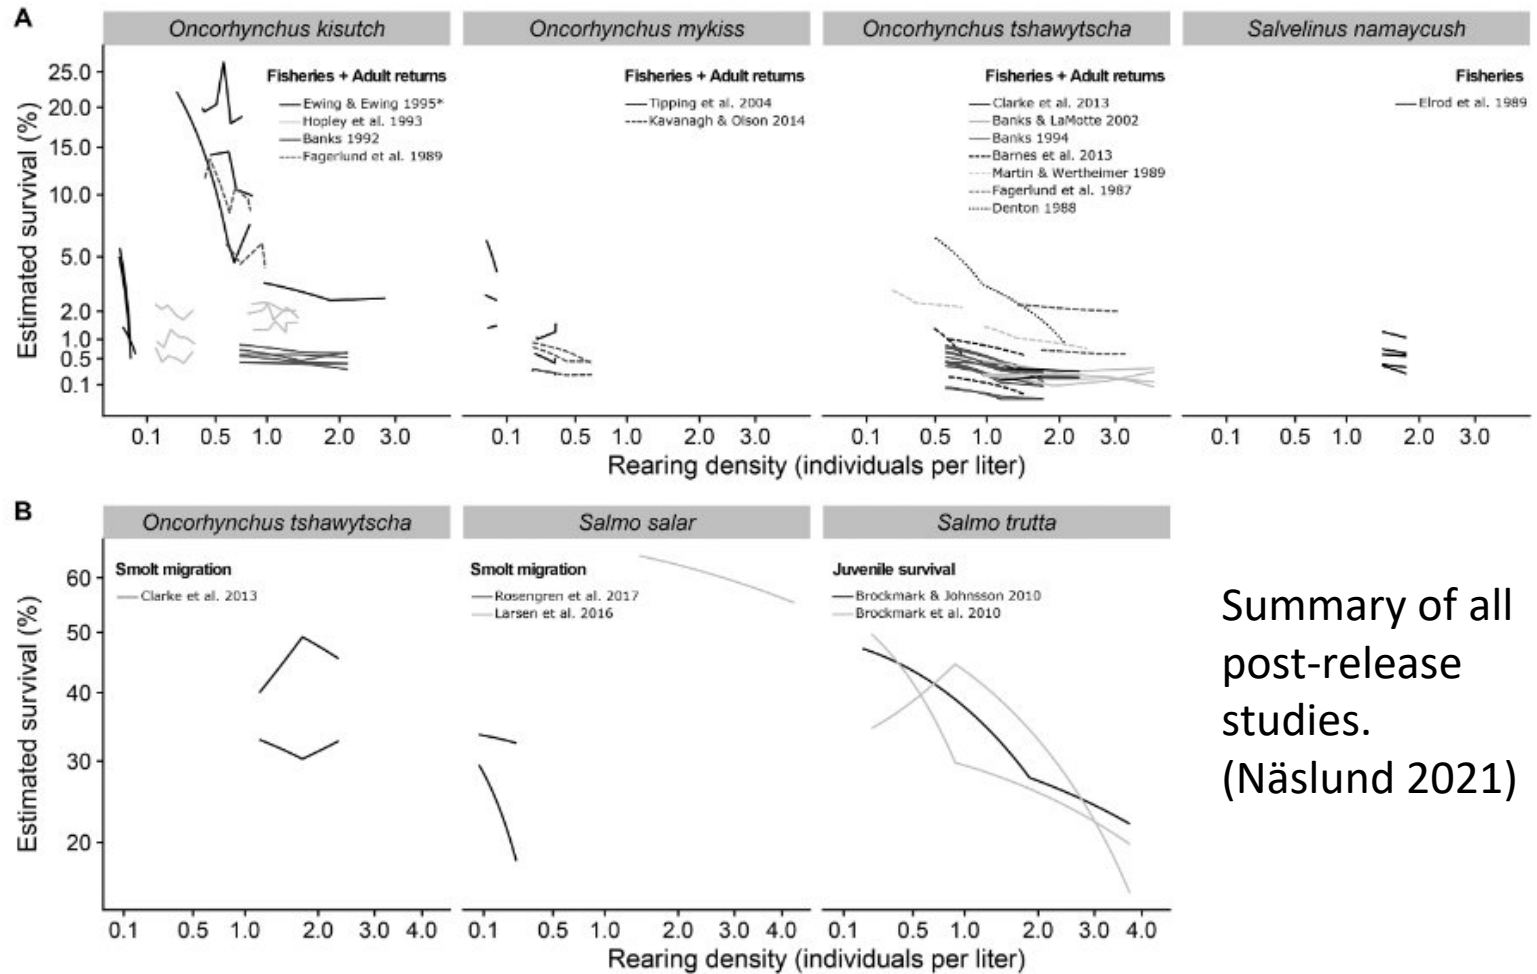 A
Oncorhynchus kisutch
Oncorhynchus mykiss
Oncorhynchus tshawytscha
Salvelinus namaycush
Estimated survival (%)
25.0
20.0
15.0
10.0
5.0
2.0
1.0
0.5
0.1
Fisheries + Adult returns
Ewing & Ewing 1995*
Hopley et al. 1993
Banks 1992
Fagerlund et al. 1989
Fisheries + Adult returns
Tipping et al. 2004
Kavanagh & Olson 2014
Fisheries + Adult returns
Clarke et al. 2013
Banks & LaMotte 2002
Banks 1994
Barnes et al. 2013
Martin & Wertheimer 1989
Fagerlund et al. 1987
Denton 1988
Fisheries
Elrod et al. 1989
0.1 0.5 1.0 2.0 3.0
0.1 0.5 1.0 2.0 3.0
0.1 0.5 1.0 2.0 3.0
0.1 0.5 1.0 2.0 3.0
Rearing density (individuals per liter)
B
Oncorhynchus tshawytscha
Salmo salar
Salmo trutta
Estimated survival (%)
60
50
40
30
20
Smolt migration
Clarke et al. 2013
Smolt migration
Rosengren et al. 2017
Larsen et al. 2016
Juvenile survival
Brockmark & Johnsson 2010
Brockmark et al. 2010
0.1 0.5 1.0 2.0 3.0 4.0
0.1 0.5 1.0 2.0 3.0 4.0
0.1 0.5 1.0 2.0 3.0 4.0
Rearing density (individuals per liter)
Summary of all
post-release
studies.
(Näslund 2021)